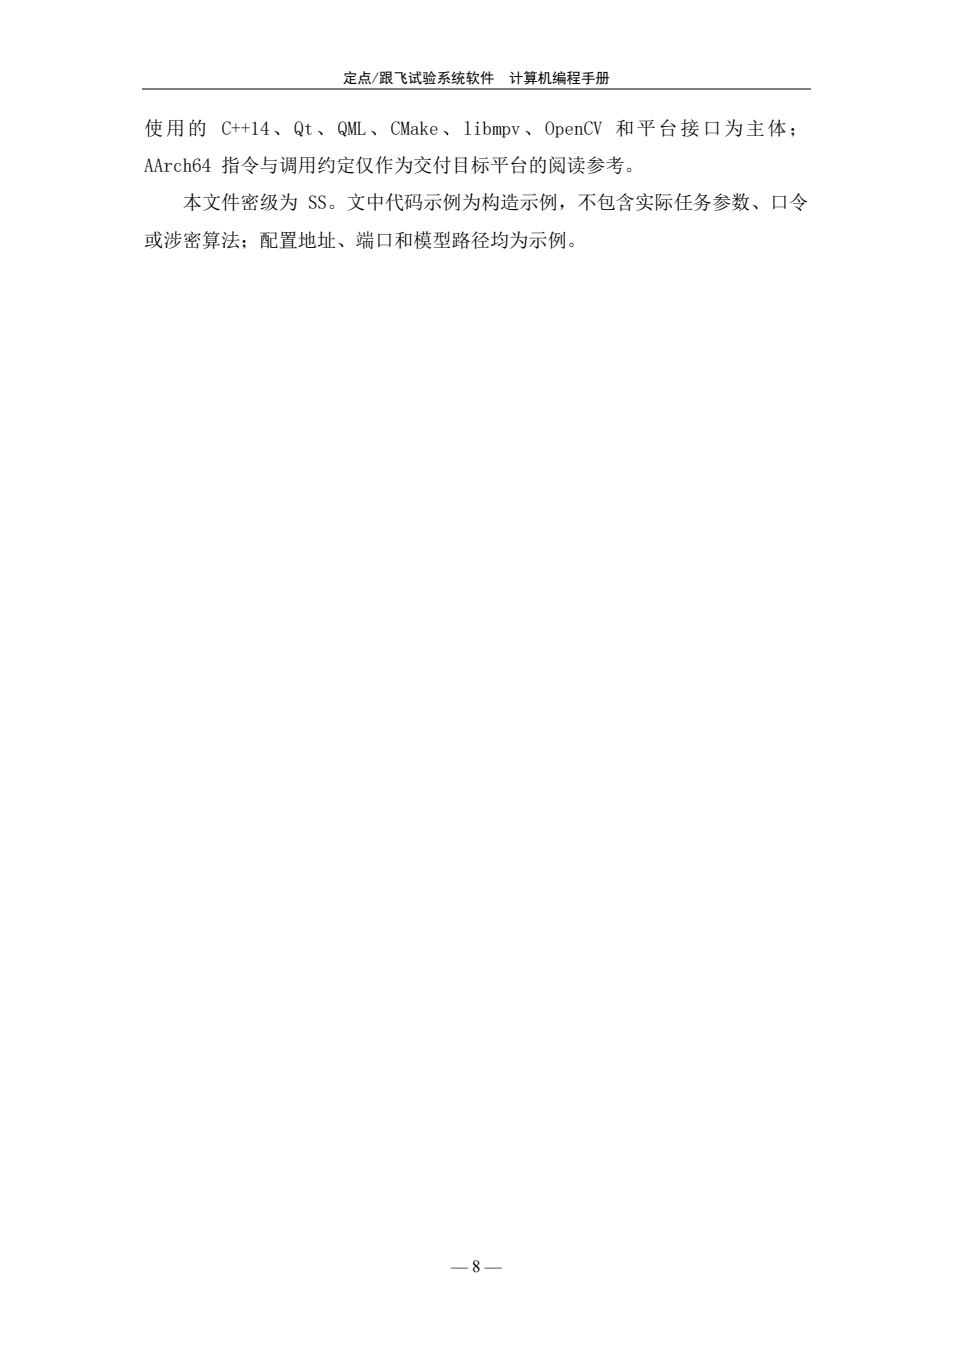 定点/跟飞试验系统软件　计算机编程手册
使用的 C++14、Qt、QML、CMake、libmpv、OpenCV 和平台接口为主体；
AArch64 指令与调用约定仅作为交付目标平台的阅读参考。
本文件密级为 SS。文中代码示例为构造示例，不包含实际任务参数、口令
或涉密算法；配置地址、端口和模型路径均为示例。
— 8 —